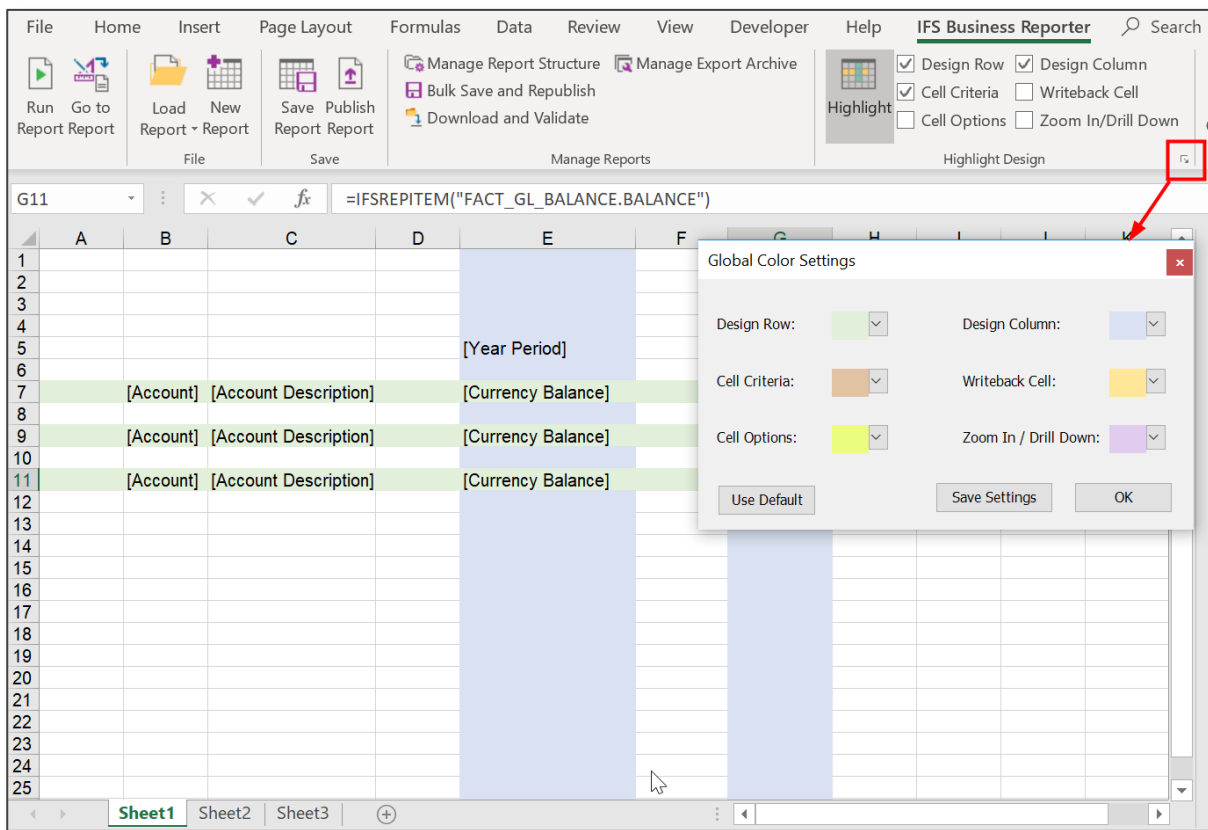 File Home Insert Page Layout Formulas Data Review View Developer Help IFS Business Reporter Search
Manage Report Structure Manage Export Archive Design Row Design Column
Bulk Save and Republish Cell Criteria Writeback Cell
Run Go to Load New Save Publish Highlight
Download and Validate Cell Options Zoom In/Drill Down
Report Report Report Report Report Report
File Save Manage Reports Highlight Design
G11 fx =IFSREPITEM("FACT_GL_BALANCE.BALANCE")
A B C D E F G H I J K
1
2
3
4
5 [Year Period]
6
7 [Account] [Account Description] [Currency Balance]
8
9 [Account] [Account Description] [Currency Balance]
10
11 [Account] [Account Description] [Currency Balance]
12
13
14
15
16
17
18
19
20
21
22
23
24
25
Global Color Settings
Design Row: Design Column:
Cell Criteria: Writeback Cell:
Cell Options: Zoom In / Drill Down:
Use Default Save Settings OK
Sheet1 Sheet2 Sheet3